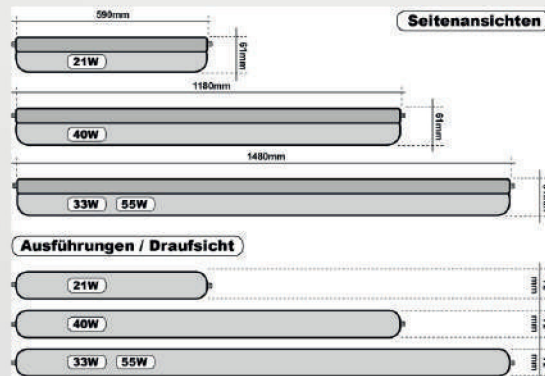 590mm
Seitenansichten
21W
61mm
1180mm
40W
61mm
1480mm
33W 55W
Ausführungen / Draufsicht
21W
mm
40W
mm
33W 55W
mm